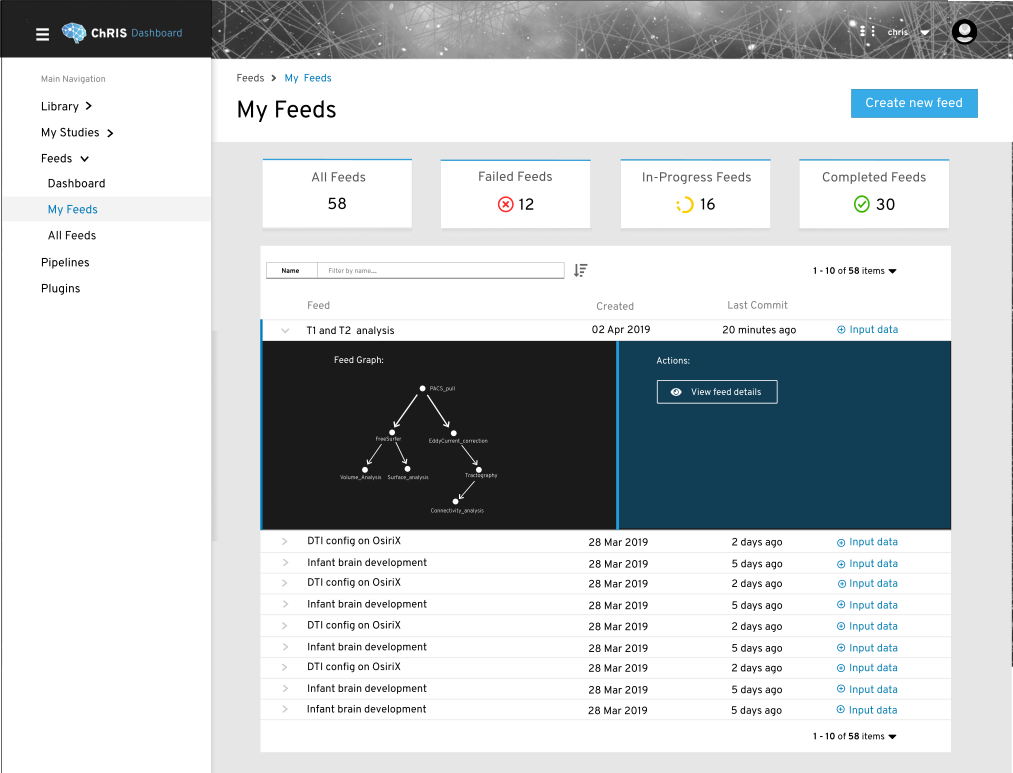 ChRIS Dashboard
chris
Main Navigation
Library
My Studies
Feeds
Dashboard
My Feeds
All Feeds
Pipelines
Plugins
Feeds > My Feeds
My Feeds
Create new feed
All Feeds
58
Failed Feeds
12
In-Progress Feeds
16
Completed Feeds
30
Name Filter by name...
1 - 10 of 58 items
Feed Created Last Commit
T1 and T2 analysis 02 Apr 2019 20 minutes ago Input data
Feed Graph:
PACS_pull
FreeSurfer
EddyCurrent_correction
Volume_Analysis
Surface_analysis
Tractography
Connectivity_analysis
Actions:
View feed details
DTI config on OsiriX 28 Mar 2019 2 days ago Input data
Infant brain development 28 Mar 2019 5 days ago Input data
DTI config on OsiriX 28 Mar 2019 2 days ago Input data
Infant brain development 28 Mar 2019 5 days ago Input data
DTI config on OsiriX 28 Mar 2019 2 days ago Input data
Infant brain development 28 Mar 2019 5 days ago Input data
DTI config on OsiriX 28 Mar 2019 2 days ago Input data
Infant brain development 28 Mar 2019 5 days ago Input data
Infant brain development 28 Mar 2019 5 days ago Input data
1 - 10 of 58 items